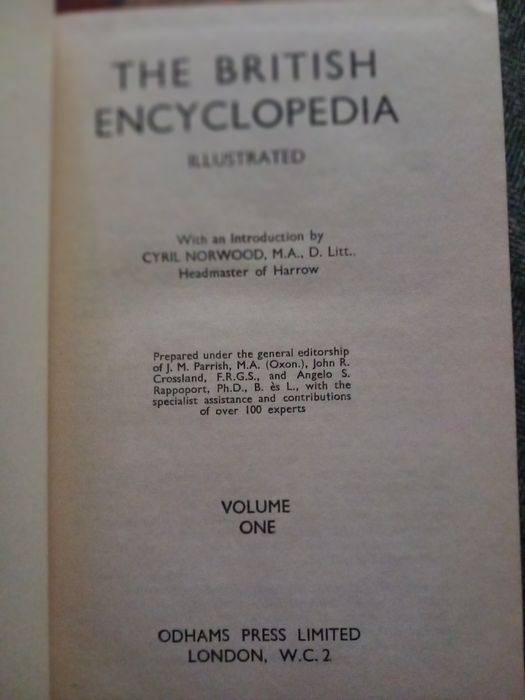 THE BRITISH
ENCYCLOPEDIA
ILLUSTRATED
With an Introduction by
CYRIL NORWOOD, M.A., D. Litt.,
Headmaster of Harrow
Prepared under the general editorship
of J. M. Parrish, M.A. (Oxon.), John R.
Crossland, F.R.G.S., and Angelo S.
Rappoport, Ph.D., B. ès L., with the
specialist assistance and contributions
of over 100 experts
VOLUME
ONE
ODHAMS PRESS LIMITED
LONDON, W.C.2